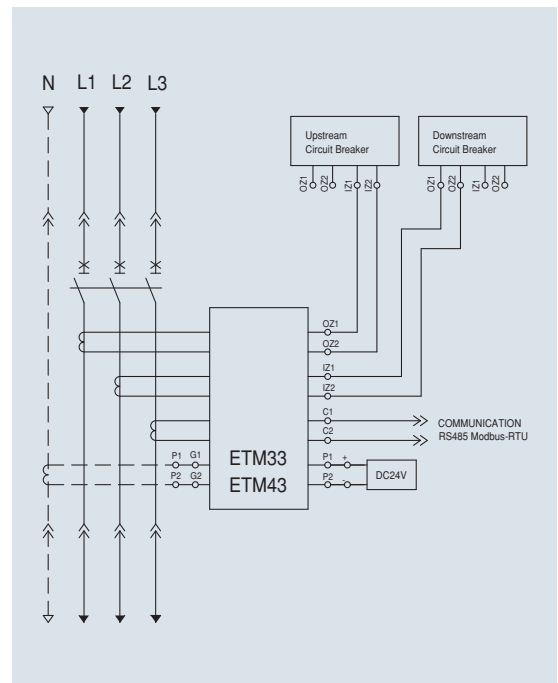 N L1 L2 L3
Upstream
Circuit Breaker
Downstream
Circuit Breaker
OZ1 OZ2 IZ1 IZ2
OZ1 OZ2 IZ1 OZ2
OZ1
OZ2
IZ1
IZ2
C1
C2
COMMUNICATION
RS485 Modbus-RTU
P1 G1
P2 G2
ETM33
ETM43
P1 +
P2 -
DC24V